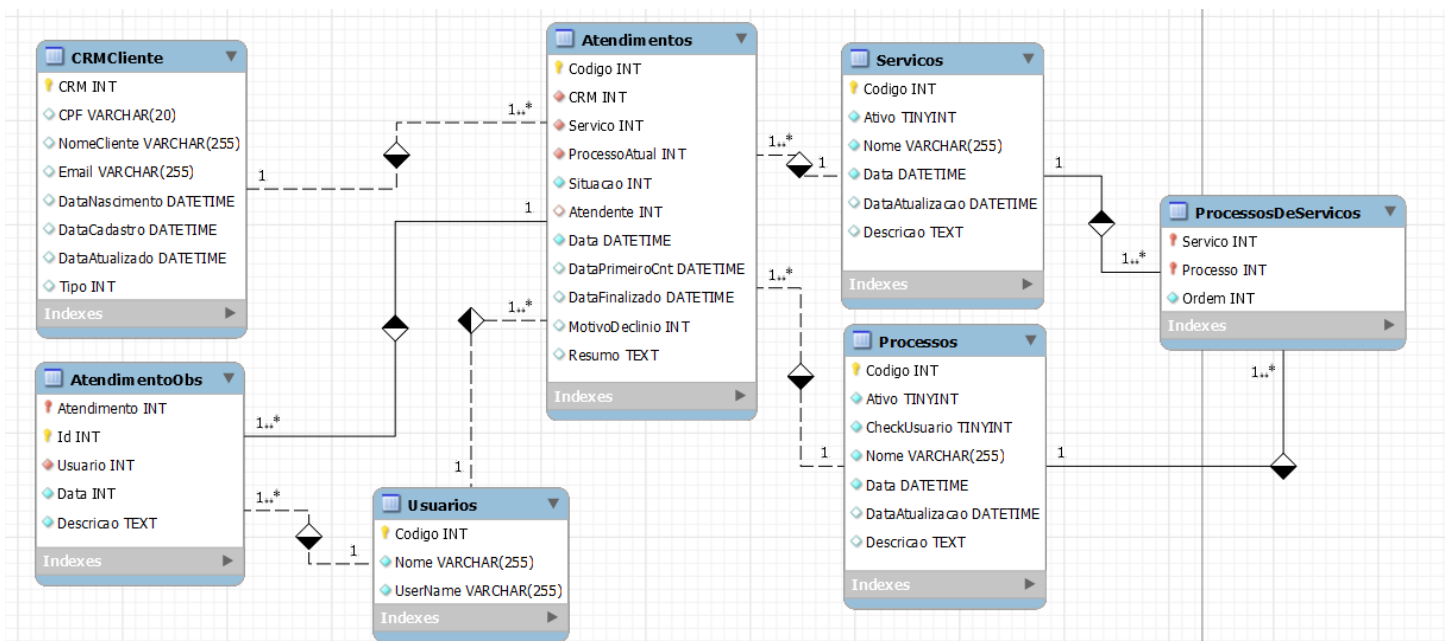 CRMCliente
CRM INT
CPF VARCHAR(20)
NomeCliente VARCHAR(255)
Email VARCHAR(255)
DataNascimento DATETIME
DataCadastro DATETIME
DataAtualizado DATETIME
Tipo INT
Indexes
Atendimentos
Codigo INT
CRM INT
Servico INT
ProcessoAtual INT
Situacao INT
Atendente INT
Data DATETIME
DataPrimeiroCnt DATETIME
DataFinalizado DATETIME
MotivoDeclinio INT
Resumo TEXT
Indexes
Servicos
Codigo INT
Ativo TINYINT
Nome VARCHAR(255)
Data DATETIME
DataAtualizacao DATETIME
Descricao TEXT
Indexes
ProcessosDeServicos
Servico INT
Processo INT
Ordem INT
Indexes
AtendimentoObs
Atendimento INT
Id INT
Usuario INT
Data INT
Descricao TEXT
Indexes
Usuarios
Codigo INT
Nome VARCHAR(255)
UserName VARCHAR(255)
Indexes
Processos
Codigo INT
Ativo TINYINT
CheckUsuario TINYINT
Nome VARCHAR(255)
Data DATETIME
DataAtualizacao DATETIME
Descricao TEXT
Indexes
1
1..*
1
1..*
1..*
1
1..*
1
1..*
1
1..*
1
1
1..*
1
1..*